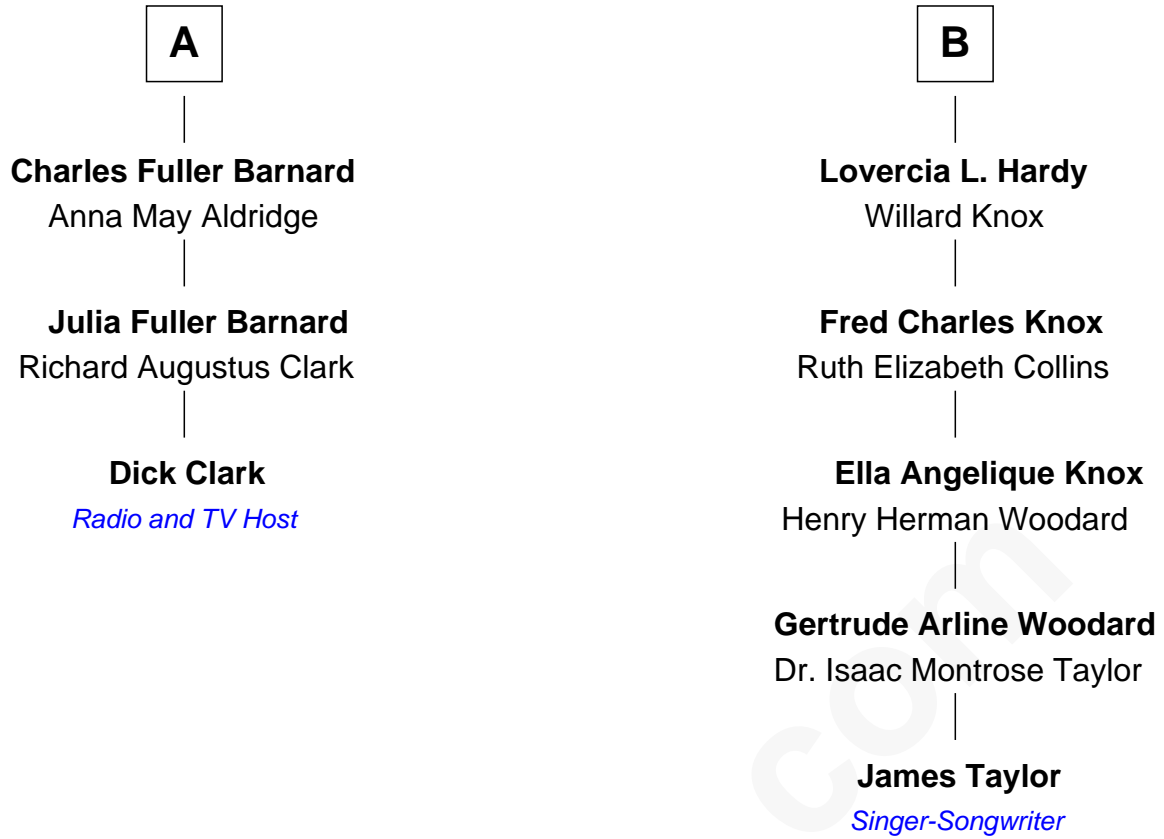 A
Charles Fuller Barnard
Anna May Aldridge
Julia Fuller Barnard
Richard Augustus Clark
Dick Clark
Radio and TV Host
B
Lovercia L. Hardy
Willard Knox
Fred Charles Knox
Ruth Elizabeth Collins
Ella Angelique Knox
Henry Herman Woodard
Gertrude Arline Woodard
Dr. Isaac Montrose Taylor
James Taylor
Singer-Songwriter
com